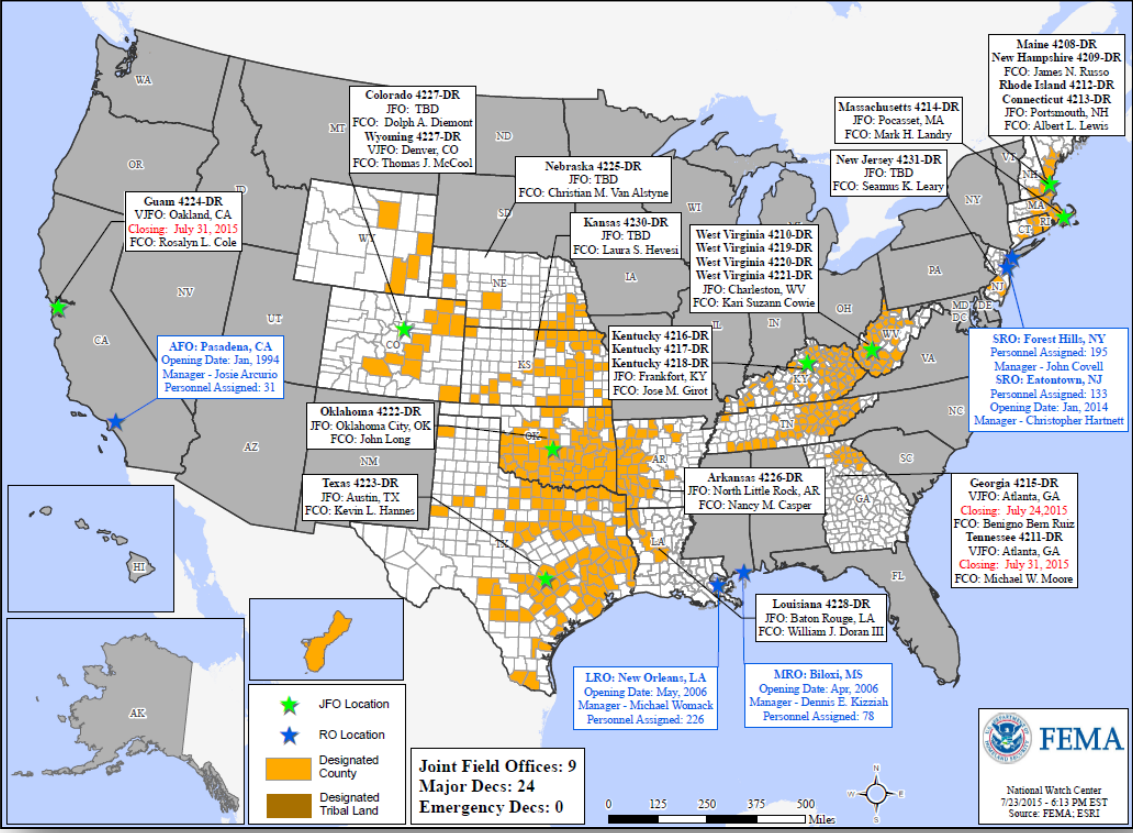 Maine 4208-DR
New Hampshire 4209-DR
FCO: James N. Russo
Rhode Island 4212-DR
Connecticut 4213-DR
JFO: Portsmouth, NH
FCO: Albert L. Lewis
Massachusetts 4214-DR
JFO: Pocasset, MA
FCO: Mark H. Landry
New Jersey 4231-DR
JFO: TBD
FCO: Seamus K. Leary
Colorado 4227-DR
JFO: TBD
FCO: Dolph A. Diemont
Wyoming 4227-DR
VJFO: Denver, CO
FCO: Thomas J. McCool
Nebraska 4225-DR
JFO: TBD
FCO: Christian M. Van Alstyne
Guam 4224-DR
VJFO: Oakland, CA
Closing: July 31, 2015
FCO: Rosalyn L. Cole
Kansas 4230-DR
JFO: TBD
FCO: Laura S. Hevesi
West Virginia 4210-DR
West Virginia 4219-DR
West Virginia 4220-DR
West Virginia 4221-DR
JFO: Charleston, WV
FCO: Kari Suzann Cowie
AFO: Pasadena, CA
Opening Date: Jan, 1994
Manager - Josie Arcurio
Personnel Assigned: 31
Kentucky 4216-DR
Kentucky 4217-DR
Kentucky 4218-DR
JFO: Frankfort, KY
FCO: Jose M. Girot
SRO: Forest Hills, NY
Personnel Assigned: 195
Manager - John Covell
SRO: Eatontown, NJ
Personnel Assigned: 133
Opening Date: Jan, 2014
Manager - Christopher Hartnett
Oklahoma 4222-DR
JFO: Oklahoma City, OK
FCO: John Long
Texas 4223-DR
JFO: Austin, TX
FCO: Kevin L. Hannes
Arkansas 4226-DR
JFO: North Little Rock, AR
FCO: Nancy M. Casper
Georgia 4215-DR
VJFO: Atlanta, GA
Closing: July 24,2015
FCO: Benigno Bern Ruiz
Tennessee 4211-DR
VJFO: Atlanta, GA
Closing: July 31, 2015
FCO: Michael W. Moore
Louisiana 4228-DR
JFO: Baton Rouge, LA
FCO: William J. Doran III
LRO: New Orleans, LA
Opening Date: May, 2006
Manager - Michael Womack
Personnel Assigned: 226
MRO: Biloxi, MS
Opening Date: Apr, 2006
Manager - Dennis E. Kizziah
Personnel Assigned: 78
WA
MT
ND
OR
ID
SD
WI
NY
VT
NH
MA
RI
CT
WY
NE
IA
PA
NJ
MD
DE
DC
NV
UT
CA
CO
KS
IL
IN
OH
WV
VA
KY
AZ
NM
OK
AR
TN
NC
SC
GA
TX
LA
FL
HI
AK
JFO Location
RO Location
Designated
County
Designated
Tribal Land
Joint Field Offices: 9
Major Decs: 24
Emergency Decs: 0
0 125 250 375 500
Miles
N
W
E
S
FEMA
National Watch Center
7/23/2015 - 6:13 PM EST
Source: FEMA; ESRI